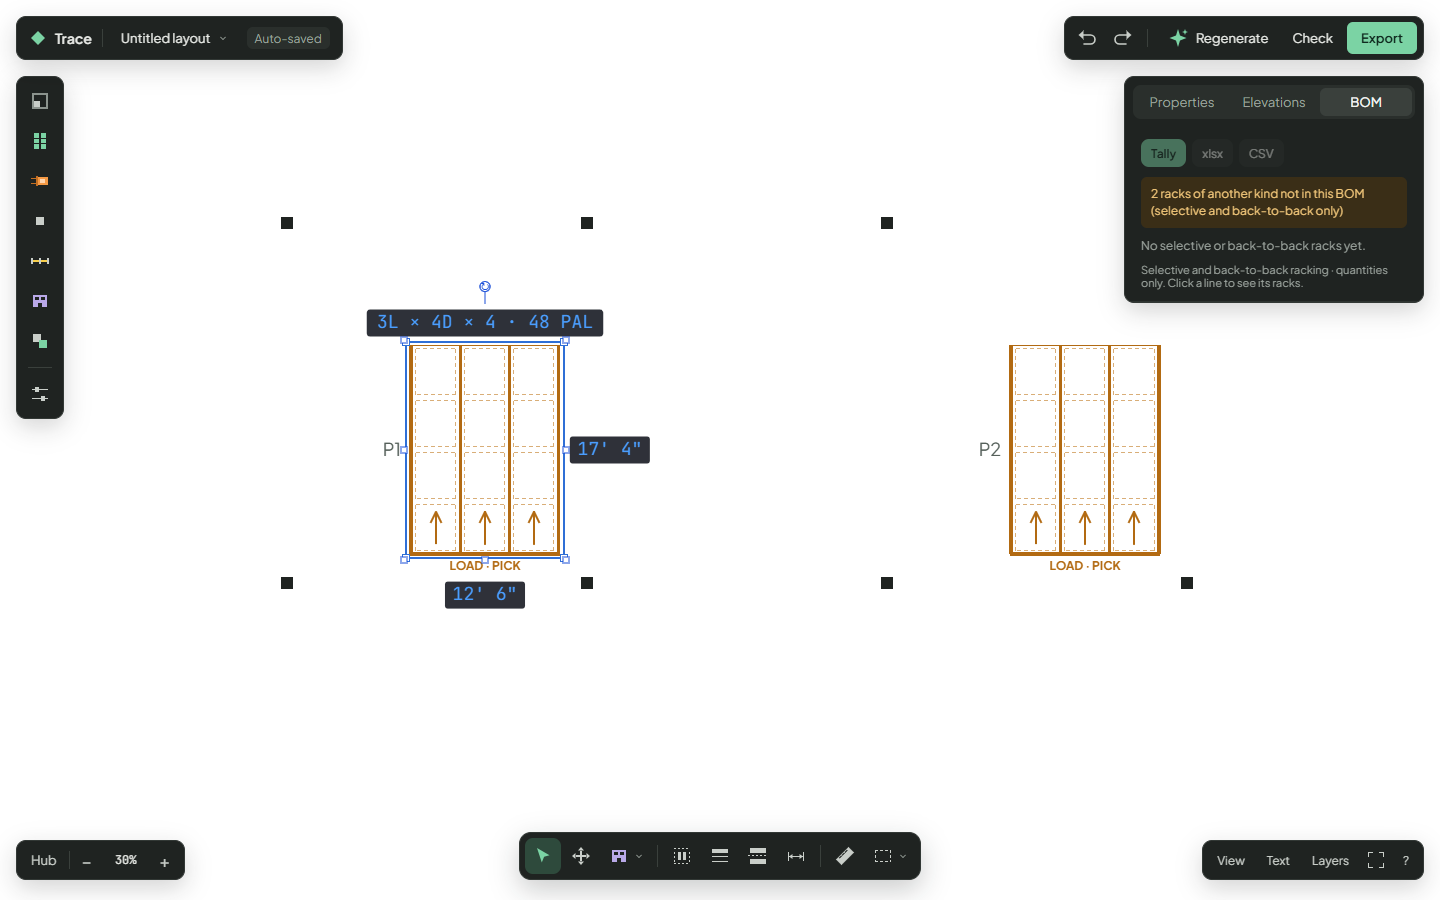 Trace
Untitled layout
Auto-saved
Regenerate
Check
Export
Properties
Elevations
BOM
Tally
xlsx
CSV
2 racks of another kind not in this BOM
(selective and back-to-back only)
No selective or back-to-back racks yet.
Selective and back-to-back racking · quantities
only. Click a line to see its racks.
3L × 4D × 4 · 48 PAL
P1
17' 4"
P2
LOAD · PICK
LOAD · PICK
12' 6"
Hub
− 30% +
View
Text
Layers
?